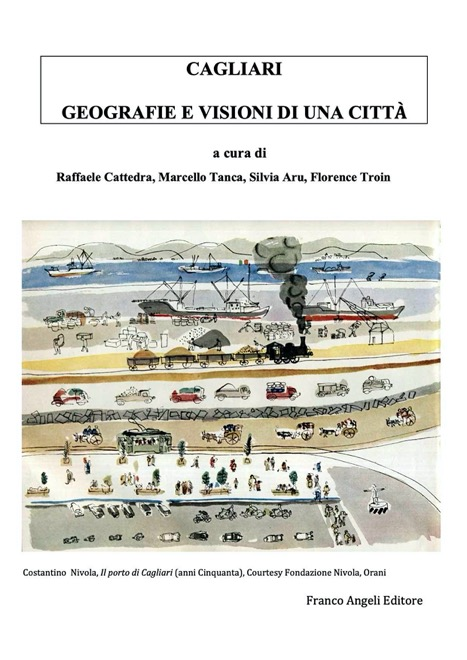 CAGLIARI
GEOGRAFIE E VISIONI DI UNA CITTÀ
a cura di
Raffaele Cattedra, Marcello Tanca, Silvia Aru, Florence Troin
Costantino Nivola, Il porto di Cagliari (anni Cinquanta), Courtesy Fondazione Nivola, Orani
Franco Angeli Editore